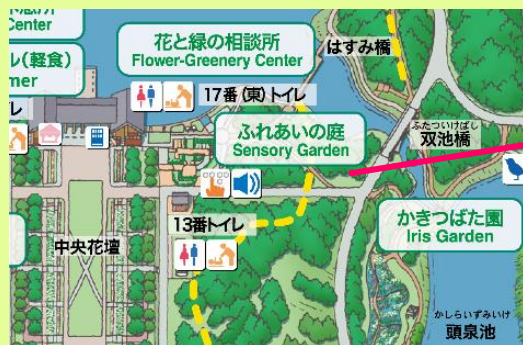 Center
ル(軽食)
mer
イレ
花と緑の相談所
Flower-Greenery Center
はすみ橋
17番(東)トイレ
ふれあいの庭
Sensory Garden
ふたついけばし
双池橋
13番トイレ
中央花壇
かきつばた園
Iris Garden
かしらいずみいけ
頭泉池